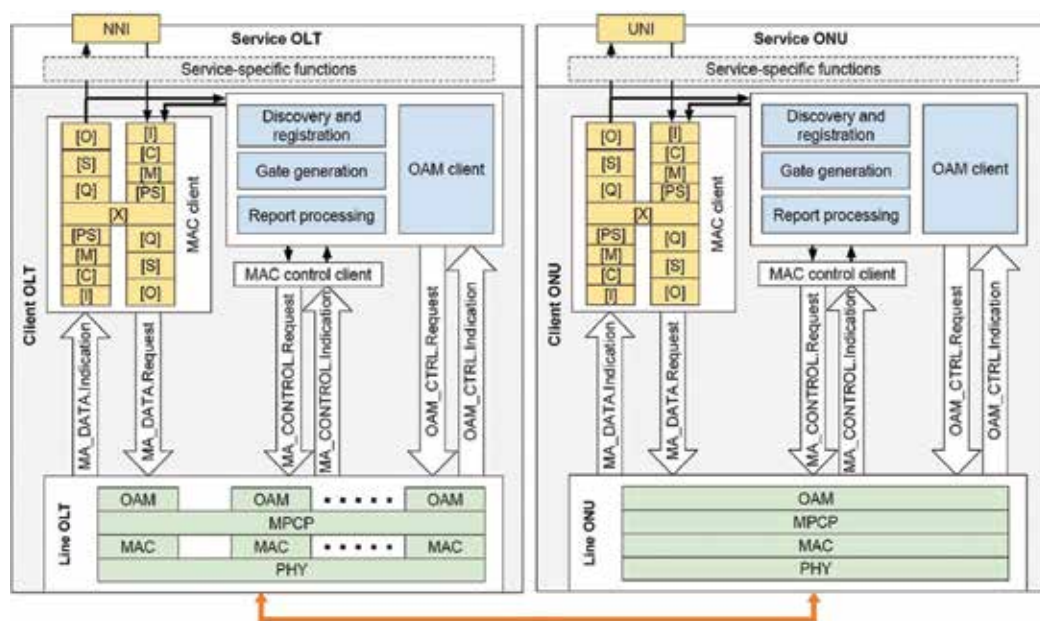 NNI
Service OLT
Service-specific functions
Client OLT
[O]
[S]
[Q]
[I]
[C]
[M]
[PS]
[X]
[PS]
[M]
[C]
[I]
[Q]
[S]
[O]
MAC client
Discovery and
registration
Gate generation
Report processing
OAM client
MAC control client
MA_DATA.Indication
MA_DATA.Request
MA_CONTROL.Request
MA_CONTROL.Indication
OAM_CTRL.Request
OAM_CTRL.Indication
Line OLT
OAM OAM OAM
MPCP
MAC MAC MAC
PHY
UNI
Service ONU
Service-specific functions
Client ONU
[O]
[S]
[Q]
[I]
[C]
[M]
[PS]
[X]
[PS]
[M]
[C]
[I]
[Q]
[S]
[O]
MAC client
Discovery and
registration
Gate generation
Report processing
OAM client
MAC control client
MA_DATA.Indication
MA_DATA.Request
MA_CONTROL.Request
MA_CONTROL.Indication
OAM_CTRL.Request
OAM_CTRL.Indication
Line ONU
OAM
MPCP
MAC
PHY